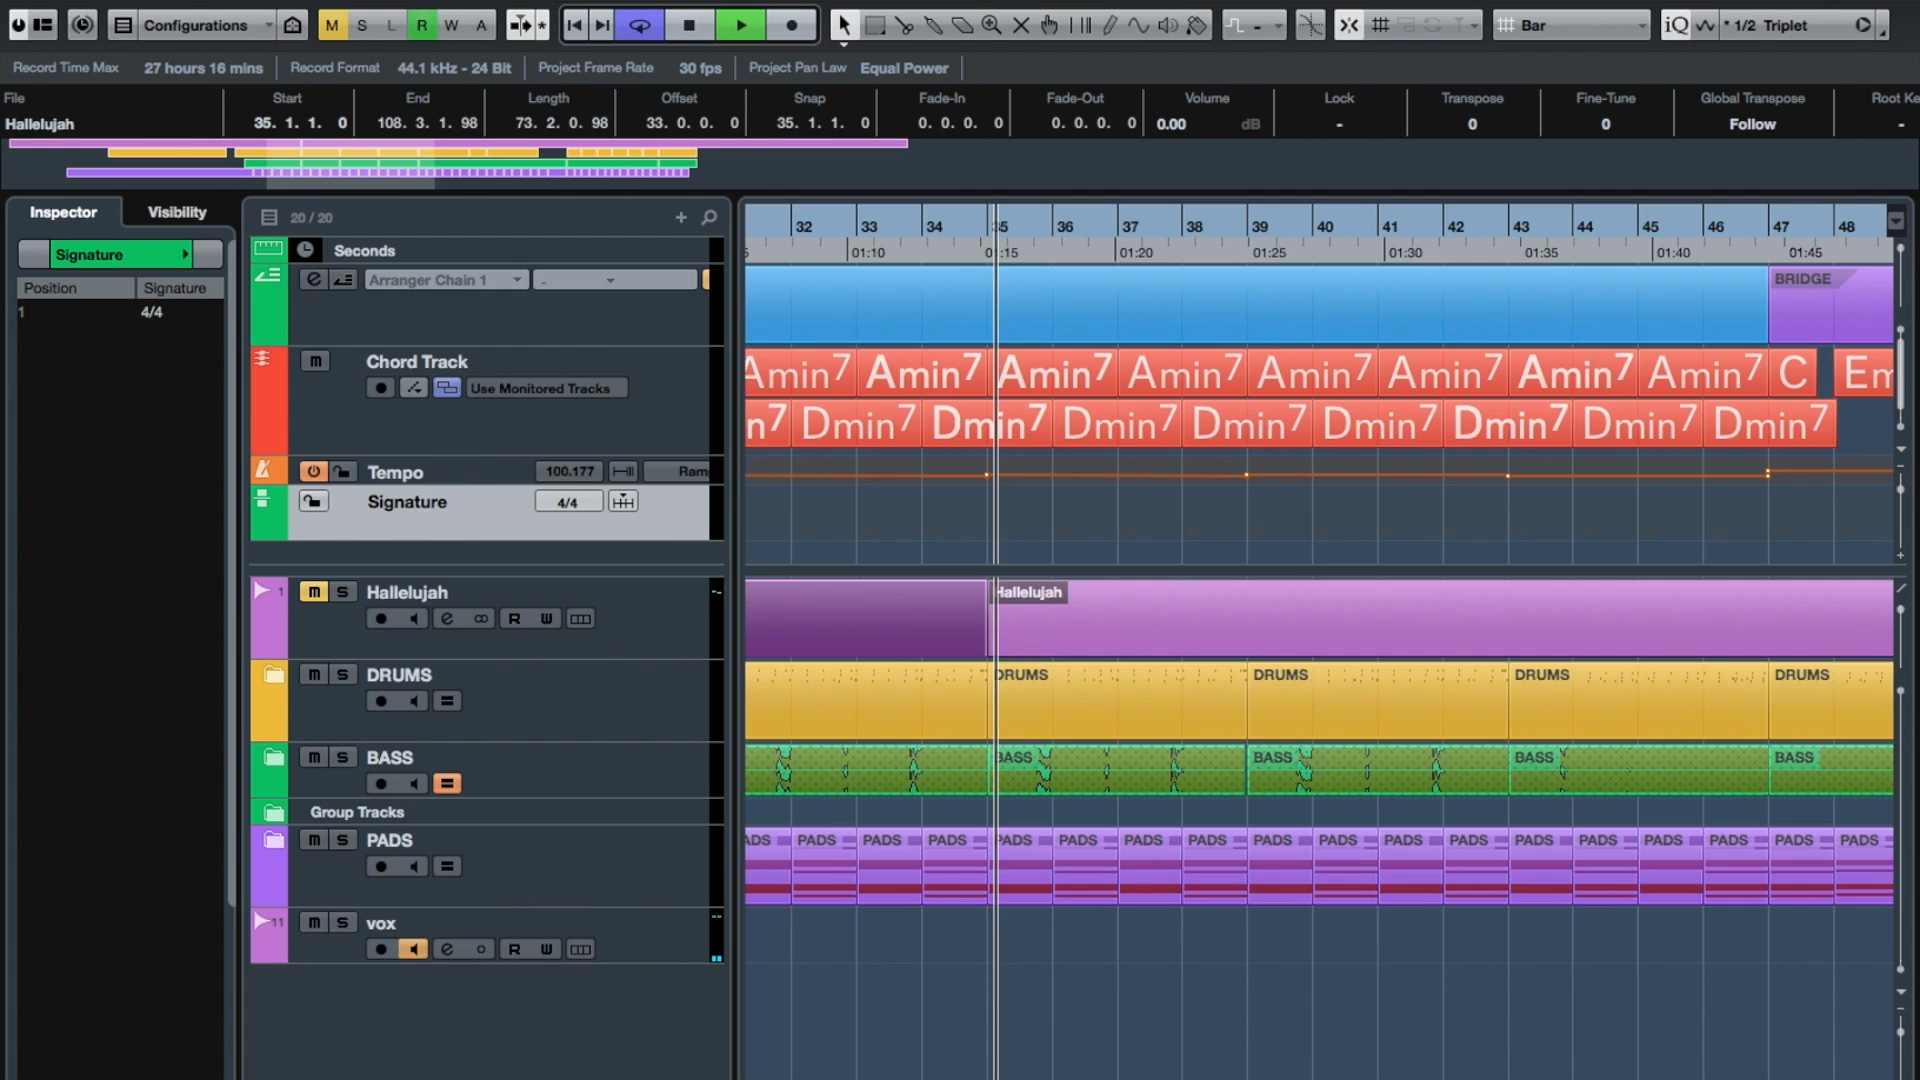 Configurations M S L R W A Bar iQ * 1/2 Triplet
Record Time Max 27 hours 16 mins Record Format 44.1 kHz - 24 Bit Project Frame Rate 30 fps Project Pan Law Equal Power
File Start End Length Offset Snap Fade-In Fade-Out Volume Lock Transpose Fine-Tune Global Transpose Root Ke
Hallelujah 35. 1. 1. 0 108. 3. 1. 98 73. 2. 0. 98 33. 0. 0. 0 35. 1. 1. 0 0. 0. 0. 0 0. 0. 0. 0 0.00 dB - 0 0 Follow -
Inspector Visibility 20 / 20
32 33 34 35 36 37 38 39 40 41 42 43 44 45 46 47 48
Signature Seconds 5 01:10 01:15 01:20 01:25 01:30 01:35 01:40 01:45
Position Signature
1 4/4
Arranger Chain 1 - BRIDGE
m Chord Track
Amin7 Amin7 Amin7 Amin7 Amin7 Amin7 Amin7 Amin7 C Em
Use Monitored Tracks
n7 Dmin7 Dmin7 Dmin7 Dmin7 Dmin7 Dmin7 Dmin7 Dmin7
Tempo 100.177 Ram
Signature 4/4
1 m S Hallelujah Hallelujah
e R W
m S DRUMS DRUMS DRUMS DRUMS DRUMS
m S BASS BASS BASS BASS BASS
Group Tracks
m S PADS ADS PADS PADS PADS PADS PADS PADS PADS PADS PADS PADS PADS PADS PADS PADS PADS PADS PADS
11 m S vox
e R W